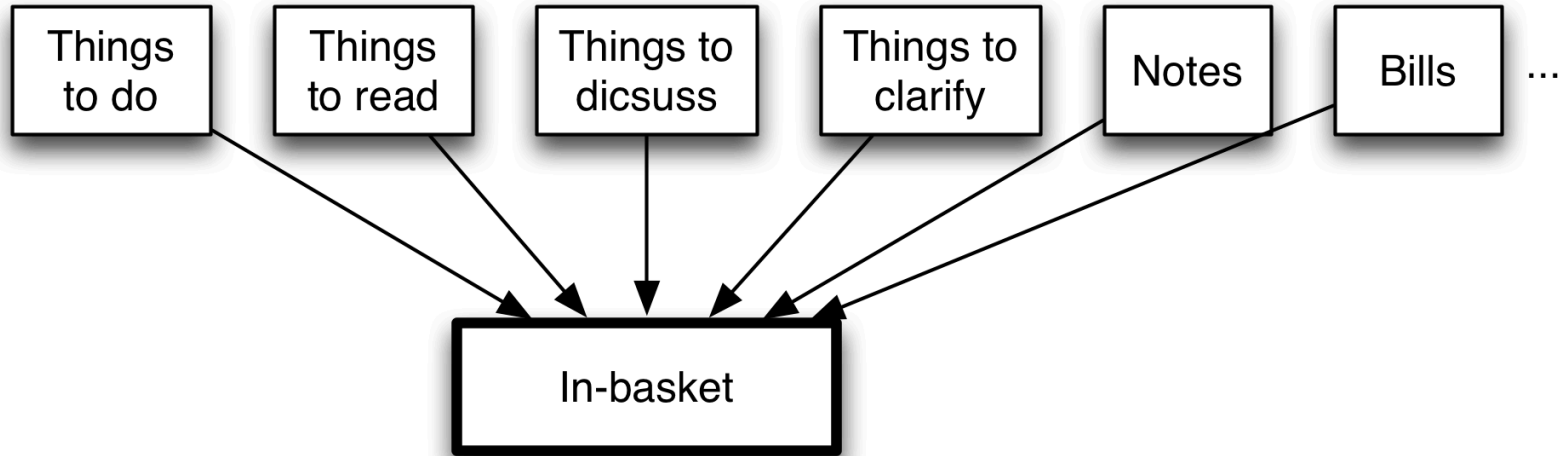 Things
to do
Things
to read
Things to
dicsuss
Things to
clarify
Notes
Bills
...
In-basket